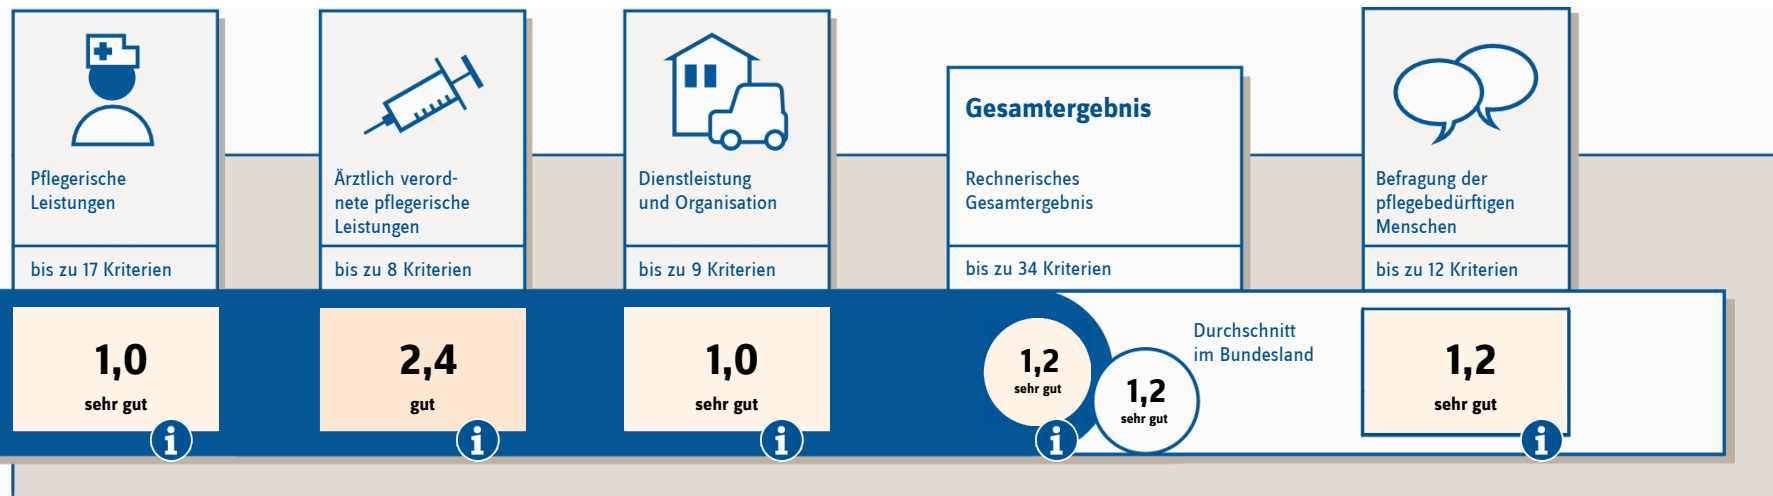 Pflegerische
Leistungen
bis zu 17 Kriterien
1,0
sehr gut
i
Ärztlich verord-
nete pflegerische
Leistungen
bis zu 8 Kriterien
2,4
gut
i
Dienstleistung
und Organisation
bis zu 9 Kriterien
1,0
sehr gut
i
Gesamtergebnis
Rechnerisches
Gesamtergebnis
bis zu 34 Kriterien
1,2
sehr gut
i
1,2
sehr gut
Durchschnitt
im Bundesland
Befragung der
pflegebedürftigen
Menschen
bis zu 12 Kriterien
1,2
sehr gut
i